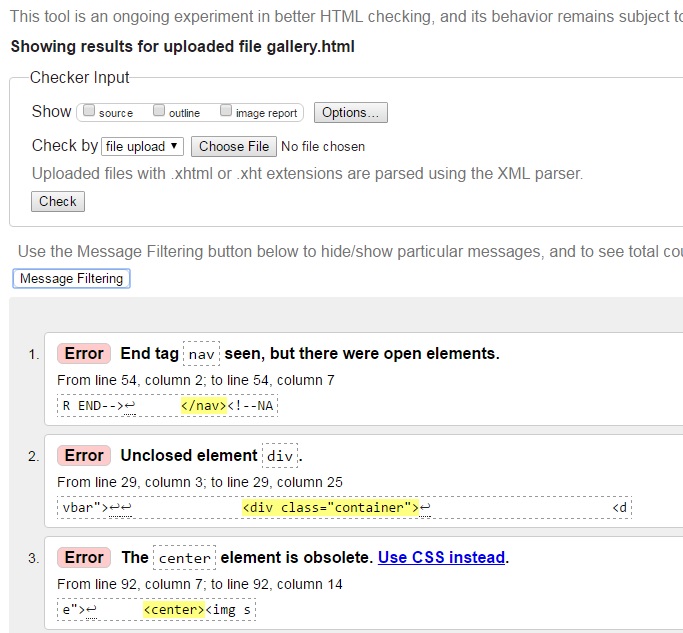 This tool is an ongoing experiment in better HTML checking, and its behavior remains subject to
Showing results for uploaded file gallery.html
Checker Input
Show source outline image report Options...
Check by file upload ▼ Choose File No file chosen
Uploaded files with .xhtml or .xht extensions are parsed using the XML parser.
Check
Use the Message Filtering button below to hide/show particular messages, and to see total cou
Message Filtering
1. Error End tag nav seen, but there were open elements.
From line 54, column 2; to line 54, column 7
R END-->↩ </nav><!--NA
2. Error Unclosed element div.
From line 29, column 3; to line 29, column 25
vbar">↩↩ <div class="container">↩ <d
3. Error The center element is obsolete. Use CSS instead.
From line 92, column 7; to line 92, column 14
e">↩ <center><img s